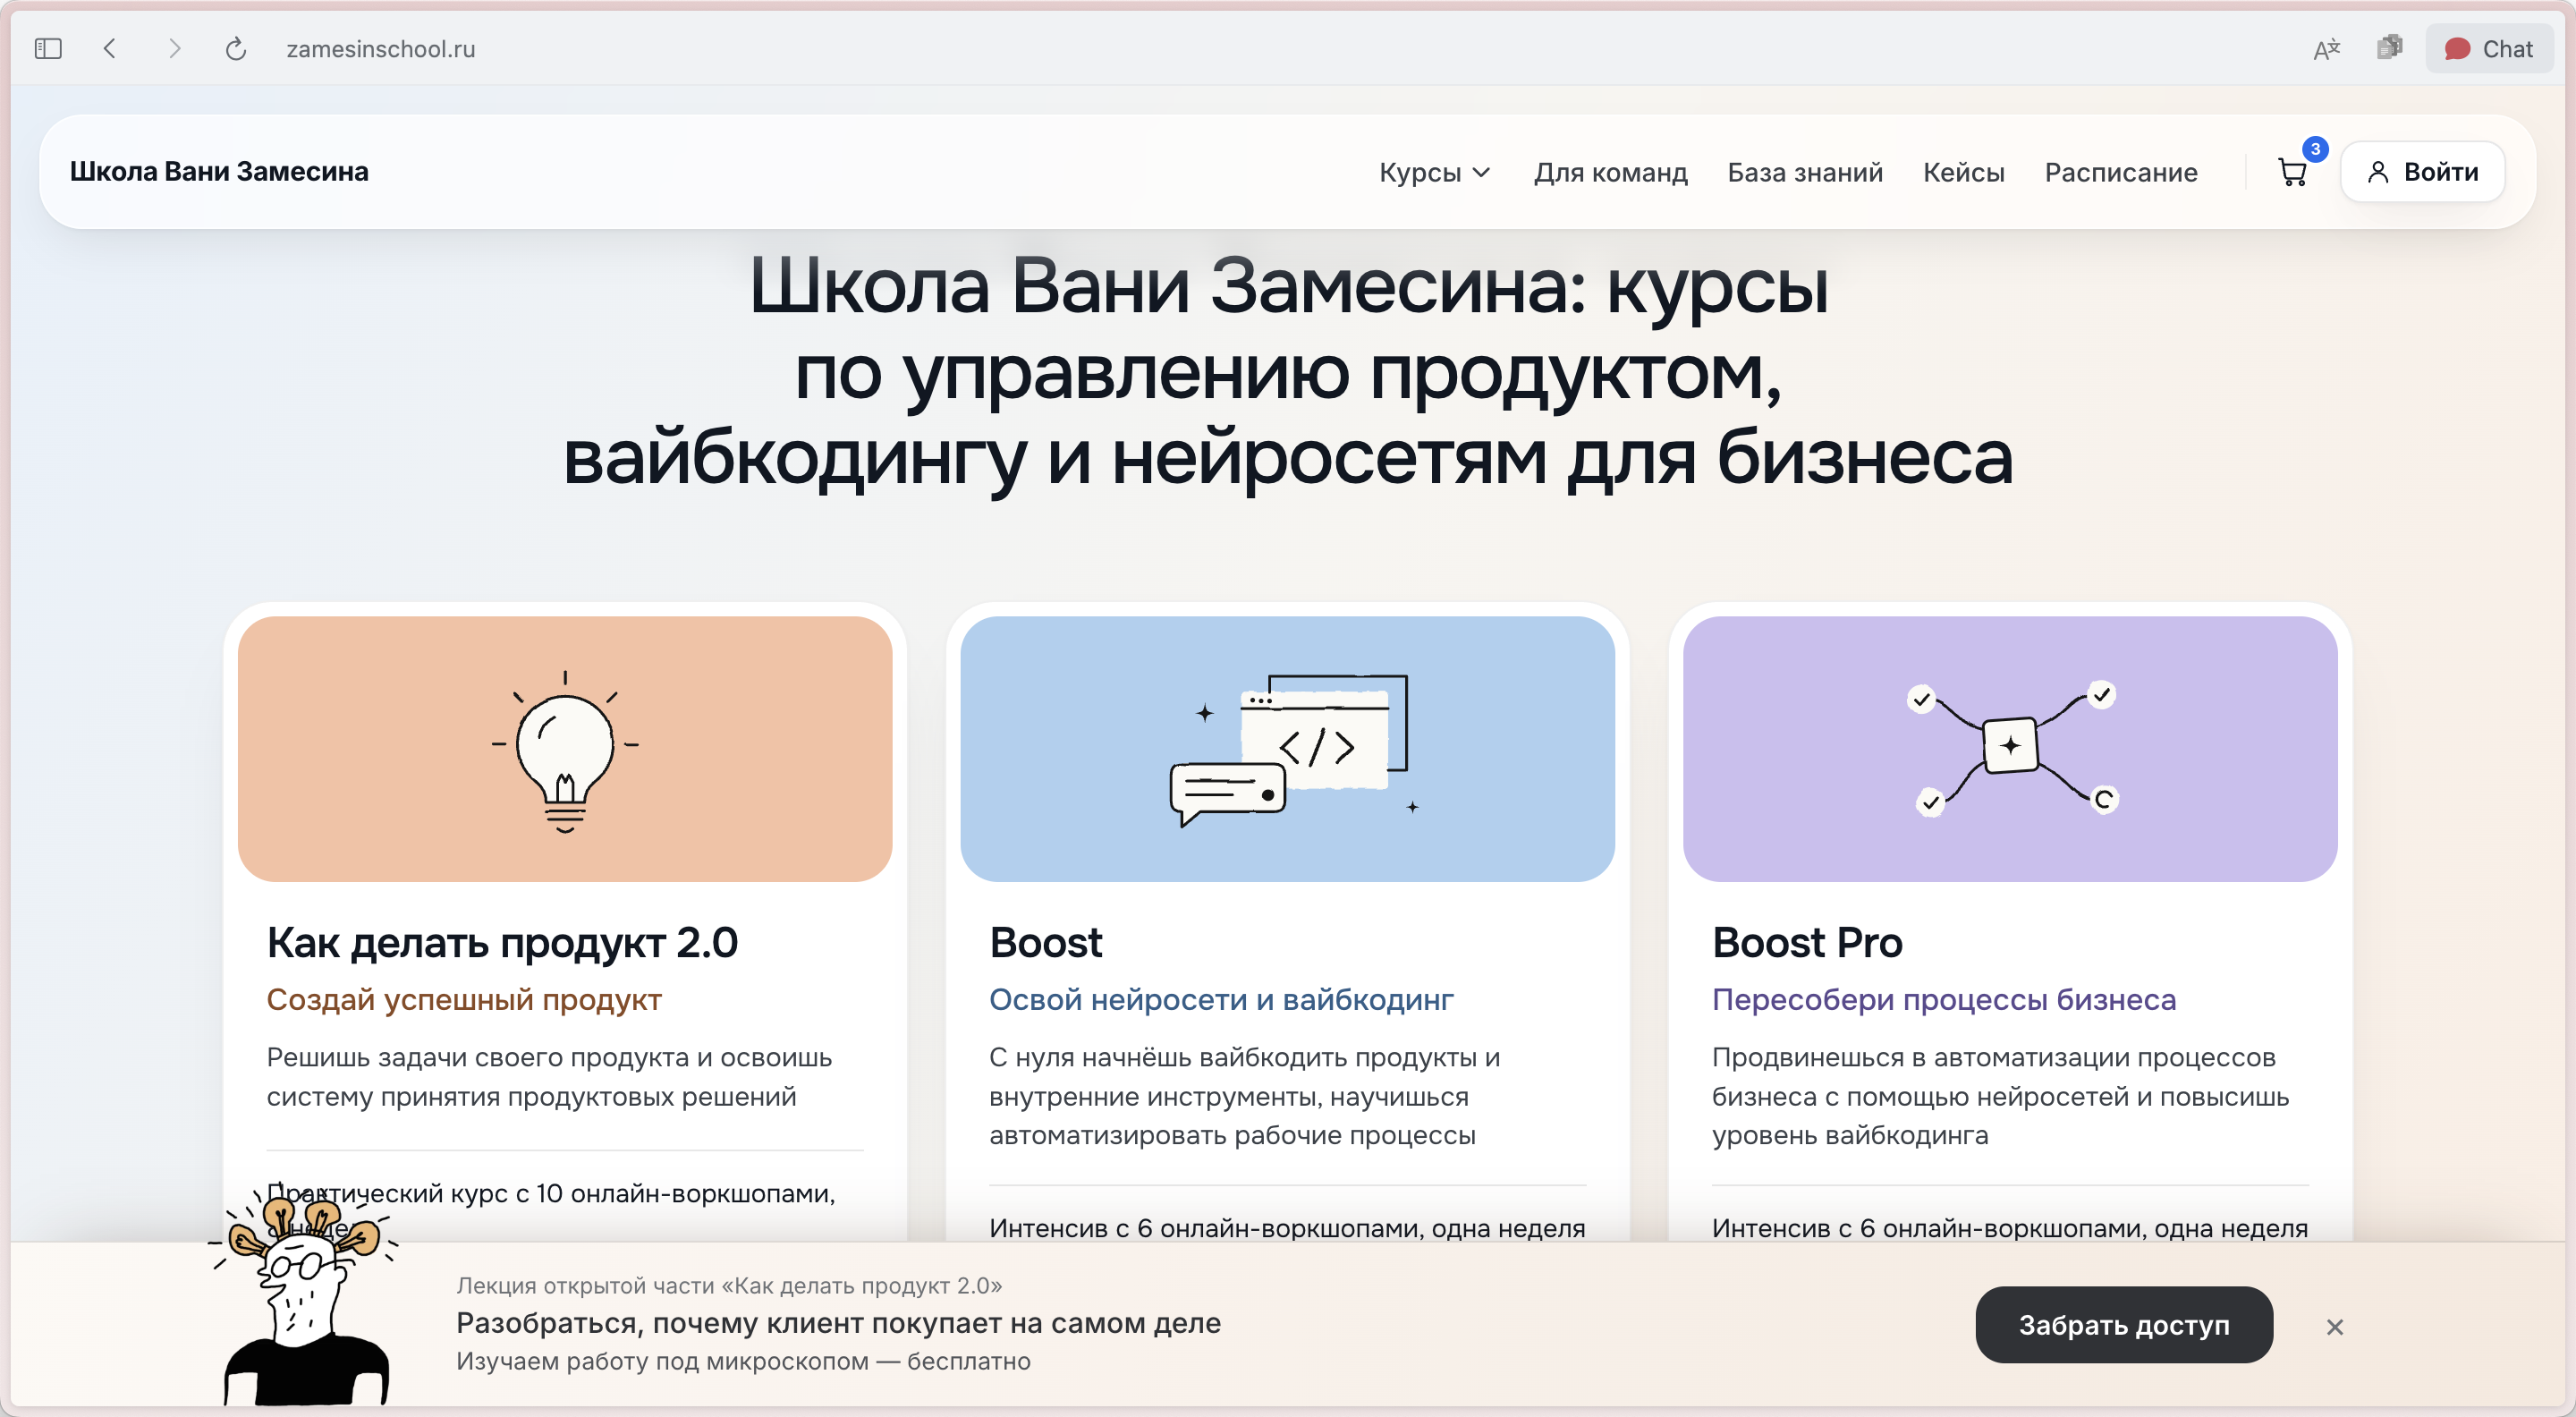 zamesinschool.ru
Chat
Школа Вани Замесина
Курсы
Для команд
База знаний
Кейсы
Расписание
3
Войти
Школа Вани Замесина: курсы
по управлению продуктом,
вайбкодингу и нейросетям для бизнеса
Как делать продукт 2.0
Создай успешный продукт
Решишь задачи своего продукта и освоишь
систему принятия продуктовых решений
Практический курс с 10 онлайн-воркшопами,
Boost
Освой нейросети и вайбкодинг
С нуля начнёшь вайбкодить продукты и
внутренние инструменты, научишься
автоматизировать рабочие процессы
Интенсив с 6 онлайн-воркшопами, одна неделя
Boost Pro
Пересобери процессы бизнеса
Продвинешься в автоматизации процессов
бизнеса с помощью нейросетей и повысишь
уровень вайбкодинга
Интенсив с 6 онлайн-воркшопами, одна неделя
Лекция открытой части «Как делать продукт 2.0»
Разобраться, почему клиент покупает на самом деле
Изучаем работу под микроскопом — бесплатно
Забрать доступ